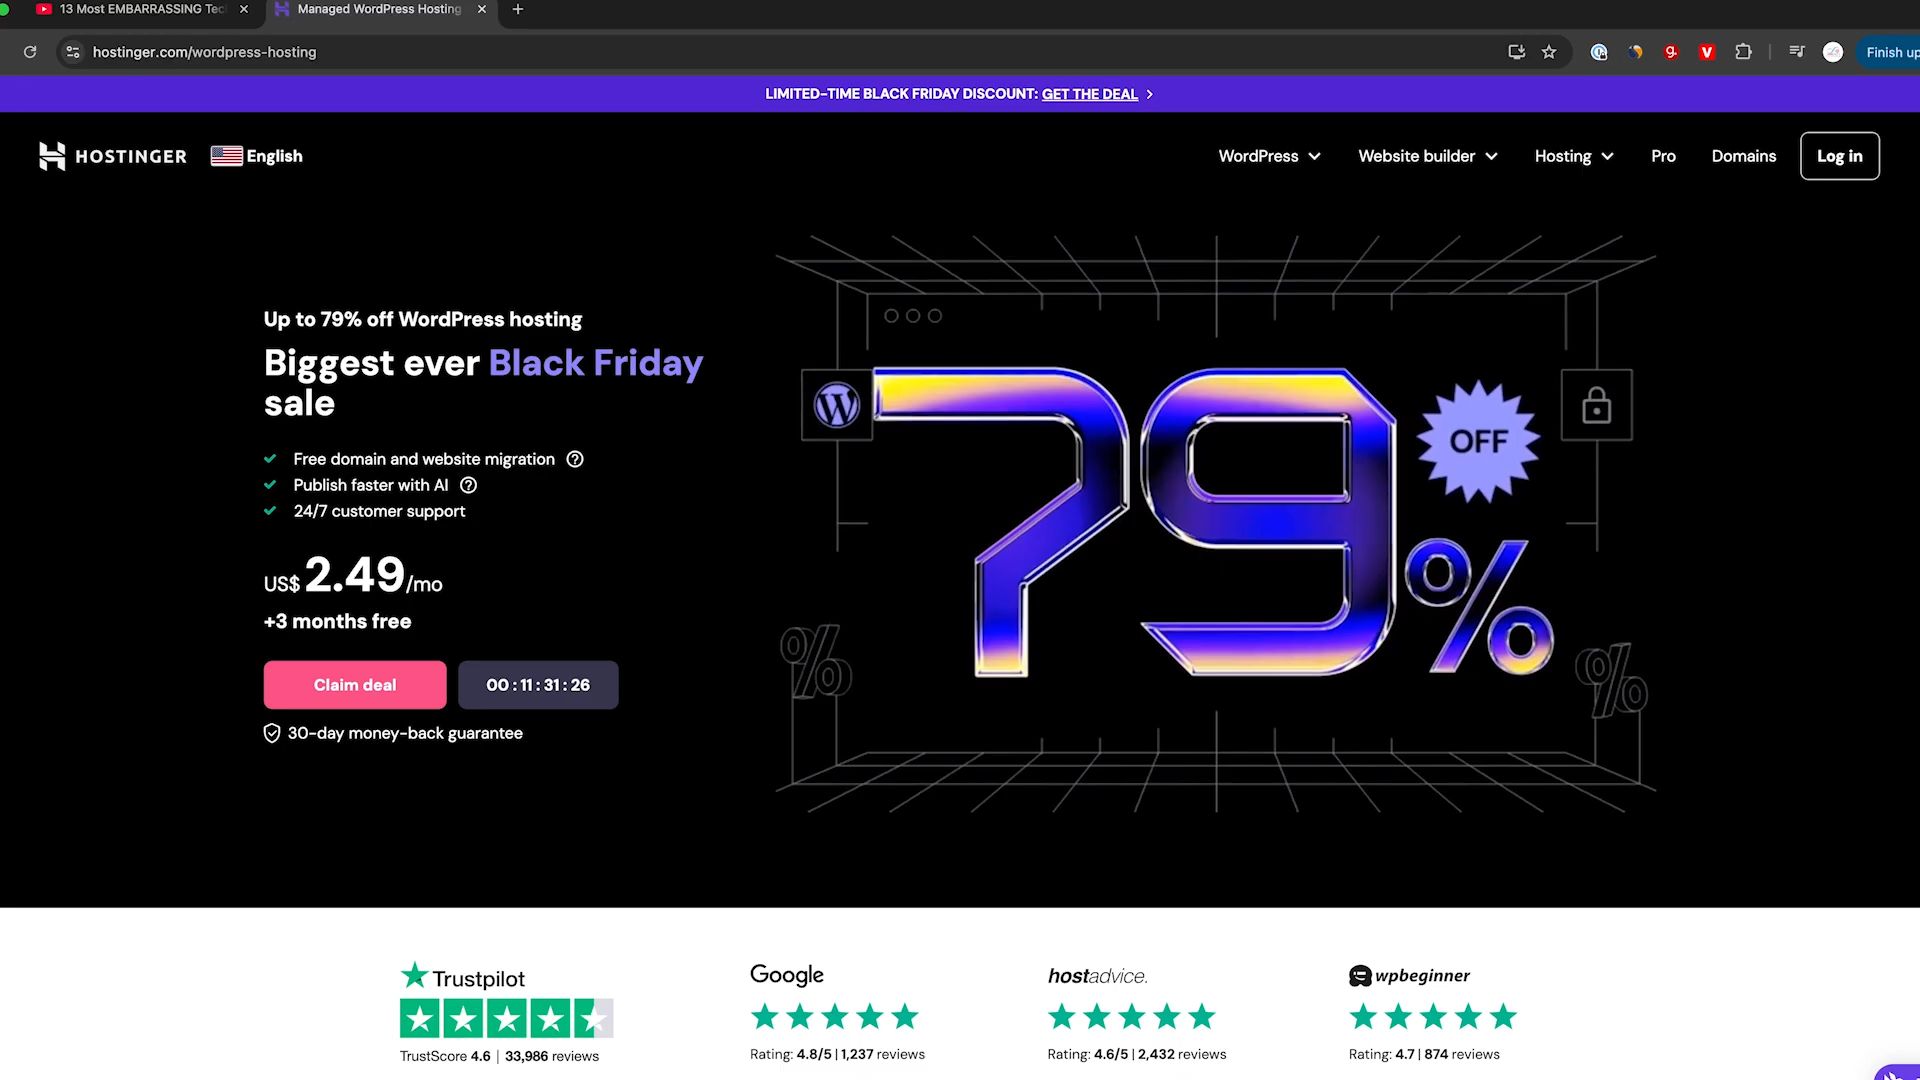 13 Most EMBARRASSING Tec
Managed WordPress Hosting
hostinger.com/wordpress-hosting
Finish up
LIMITED-TIME BLACK FRIDAY DISCOUNT: GET THE DEAL
HOSTINGER
English
WordPress
Website builder
Hosting
Pro
Domains
Log in
Up to 79% off WordPress hosting
Biggest ever Black Friday
sale
Free domain and website migration
Publish faster with AI
24/7 customer support
US$ 2.49/mo
+3 months free
Claim deal
00 : 11 : 31 : 26
30-day money-back guarantee
79%
OFF
%
%
Trustpilot
TrustScore 4.6 | 33,986 reviews
Google
Rating: 4.8/5 | 1,237 reviews
hostadvice.
Rating: 4.6/5 | 2,432 reviews
wpbeginner
Rating: 4.7 | 874 reviews